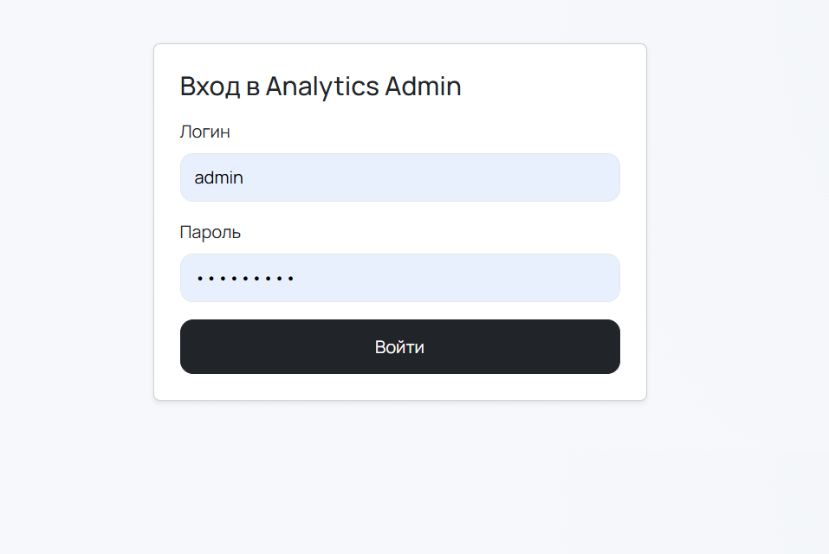 Вход в Analytics Admin
Логин
admin
Пароль
•••••••••
Войти